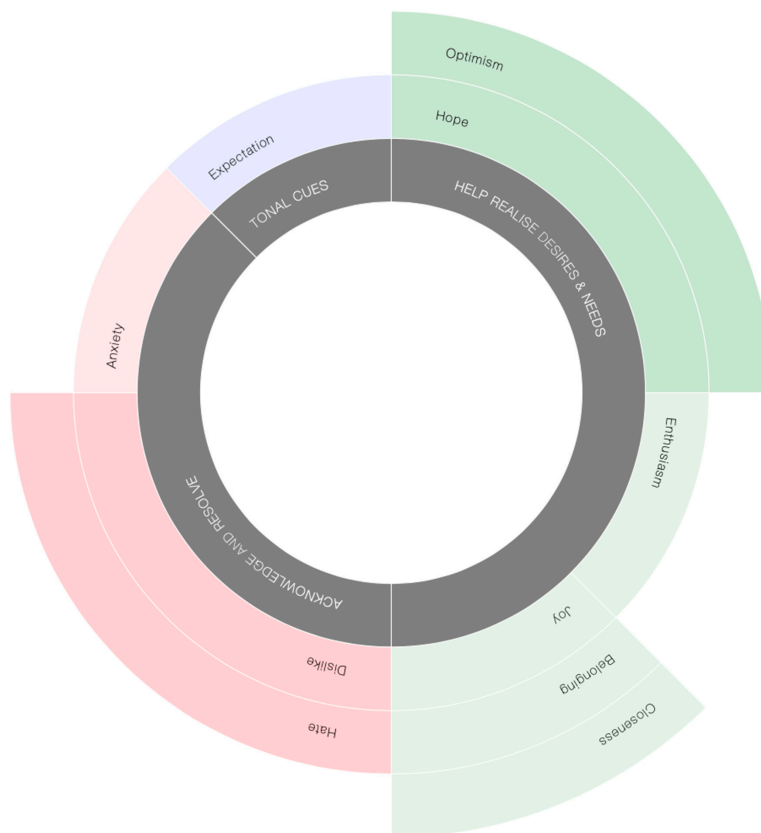 Optimism
Hope
HELP REALISE DESIRES & NEEDS
Expectation
TONAL CUES
Anxiety
Enthusiasm
ACKNOWLEDGE AND RESOLVE
Joy
Belonging
Closeness
Dislike
Hate